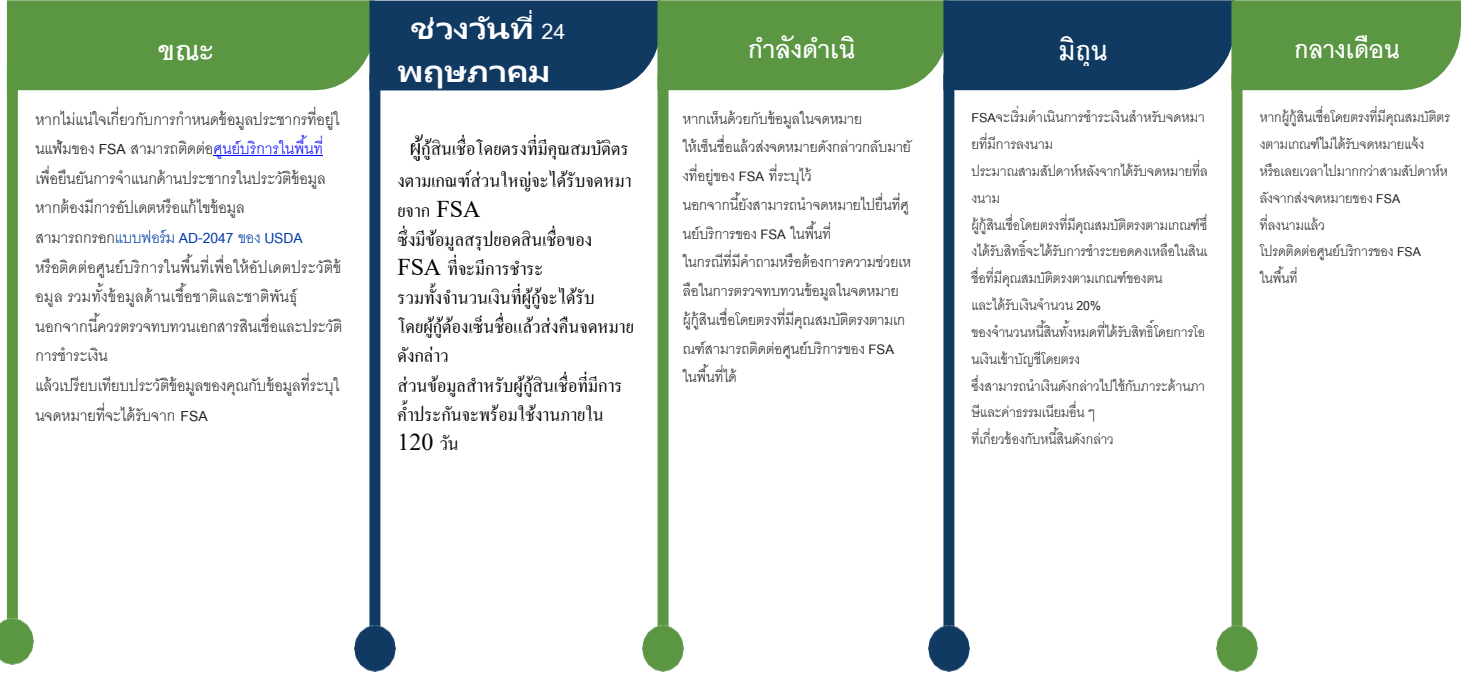 ขณะ
หากไม่แน่ใจเกี่ยวกับการกำหนดข้อมูลประชากรที่อยู่ใ
นแฟ้มของ FSA สามารถติดต่อศูนย์บริการในพื้นที่
เพื่อยืนยันการจำแนกด้านประชากรในประวัติข้อมูล
หากต้องมีการอัปเดตหรือแก้ไขข้อมูล
สามารถกรอกแบบฟอร์ม AD-2047 ของ USDA
หรือติดต่อศูนย์บริการในพื้นที่เพื่อให้อัปเดตประวัติข้
อมูล รวมทั้งข้อมูลด้านเชื้อชาติและชาติพันธุ์
นอกจากนี้ควรตรวจทบทวนเอกสารสินเชื่อและประวัติ
การชำระเงิน
แล้วเปรียบเทียบประวัติข้อมูลของคุณกับข้อมูลที่ระบุใ
นจดหมายที่จะได้รับจาก FSA
ช่วงวันที่ 24
พฤษภาคม
ผู้กู้สินเชื่อโดยตรงที่มีคุณสมบัติตร
งตามเกณฑ์ส่วนใหญ่จะได้รับจดหมา
ยจาก FSA
ซึ่งมีข้อมูลสรุปยอดสินเชื่อของ
FSA ที่จะมีการชำระ
รวมทั้งจำนวนเงินที่ผู้กู้จะได้รับ
โดยผู้กู้ต้องเซ็นชื่อแล้วส่งคืนจดหมาย
ดังกล่าว
ส่วนข้อมูลสำหรับผู้กู้สินเชื่อที่มีการ
ค้ำประกันจะพร้อมใช้งานภายใน
120 วัน
กำลังดำเนิ
หากเห็นด้วยกับข้อมูลในจดหมาย
ให้เซ็นชื่อแล้วส่งจดหมายดังกล่าวกลับมายั
งที่อยู่ของ FSA ที่ระบุไว้
นอกจากนี้ยังสามารถนำจดหมายไปยื่นที่ศู
นย์บริการของ FSA ในพื้นที่
ในกรณีที่มีคำถามหรือต้องการความช่วยเห
ลือในการตรวจทบทวนข้อมูลในจดหมาย
ผู้กู้สินเชื่อโดยตรงที่มีคุณสมบัติตรงตามเก
ณฑ์สามารถติดต่อศูนย์บริการของ FSA
ในพื้นที่ได้
มิถุน
FSAจะเริ่มดำเนินการชำระเงินสำหรับจดหมา
ยที่มีการลงนาม
ประมาณสามสัปดาห์หลังจากได้รับจดหมายที่ล
งนาม
ผู้กู้สินเชื่อโดยตรงที่มีคุณสมบัติตรงตามเกณฑ์ซึ่
งได้รับสิทธิ์จะได้รับการชำระยอดคงเหลือในสินเ
ชื่อที่มีคุณสมบัติตรงตามเกณฑ์ของตน
และได้รับเงินจำนวน 20%
ของจำนวนหนี้สินทั้งหมดที่ได้รับสิทธิ์โดยการโอ
นเงินเข้าบัญชีโดยตรง
ซึ่งสามารถนำเงินดังกล่าวไปใช้กับภาระด้านภา
ษีและค่าธรรมเนียมอื่น ๆ
ที่เกี่ยวข้องกับหนี้สินดังกล่าว
กลางเดือน
หากผู้กู้สินเชื่อโดยตรงที่มีคุณสมบัติตร
งตามเกณฑ์ไม่ได้รับจดหมายแจ้ง
หรือเลยเวลาไปมากกว่าสามสัปดาห์ห
ลังจากส่งจดหมายของ FSA
ที่ลงนามแล้ว
โปรดติดต่อศูนย์บริการของ FSA
ในพื้นที่